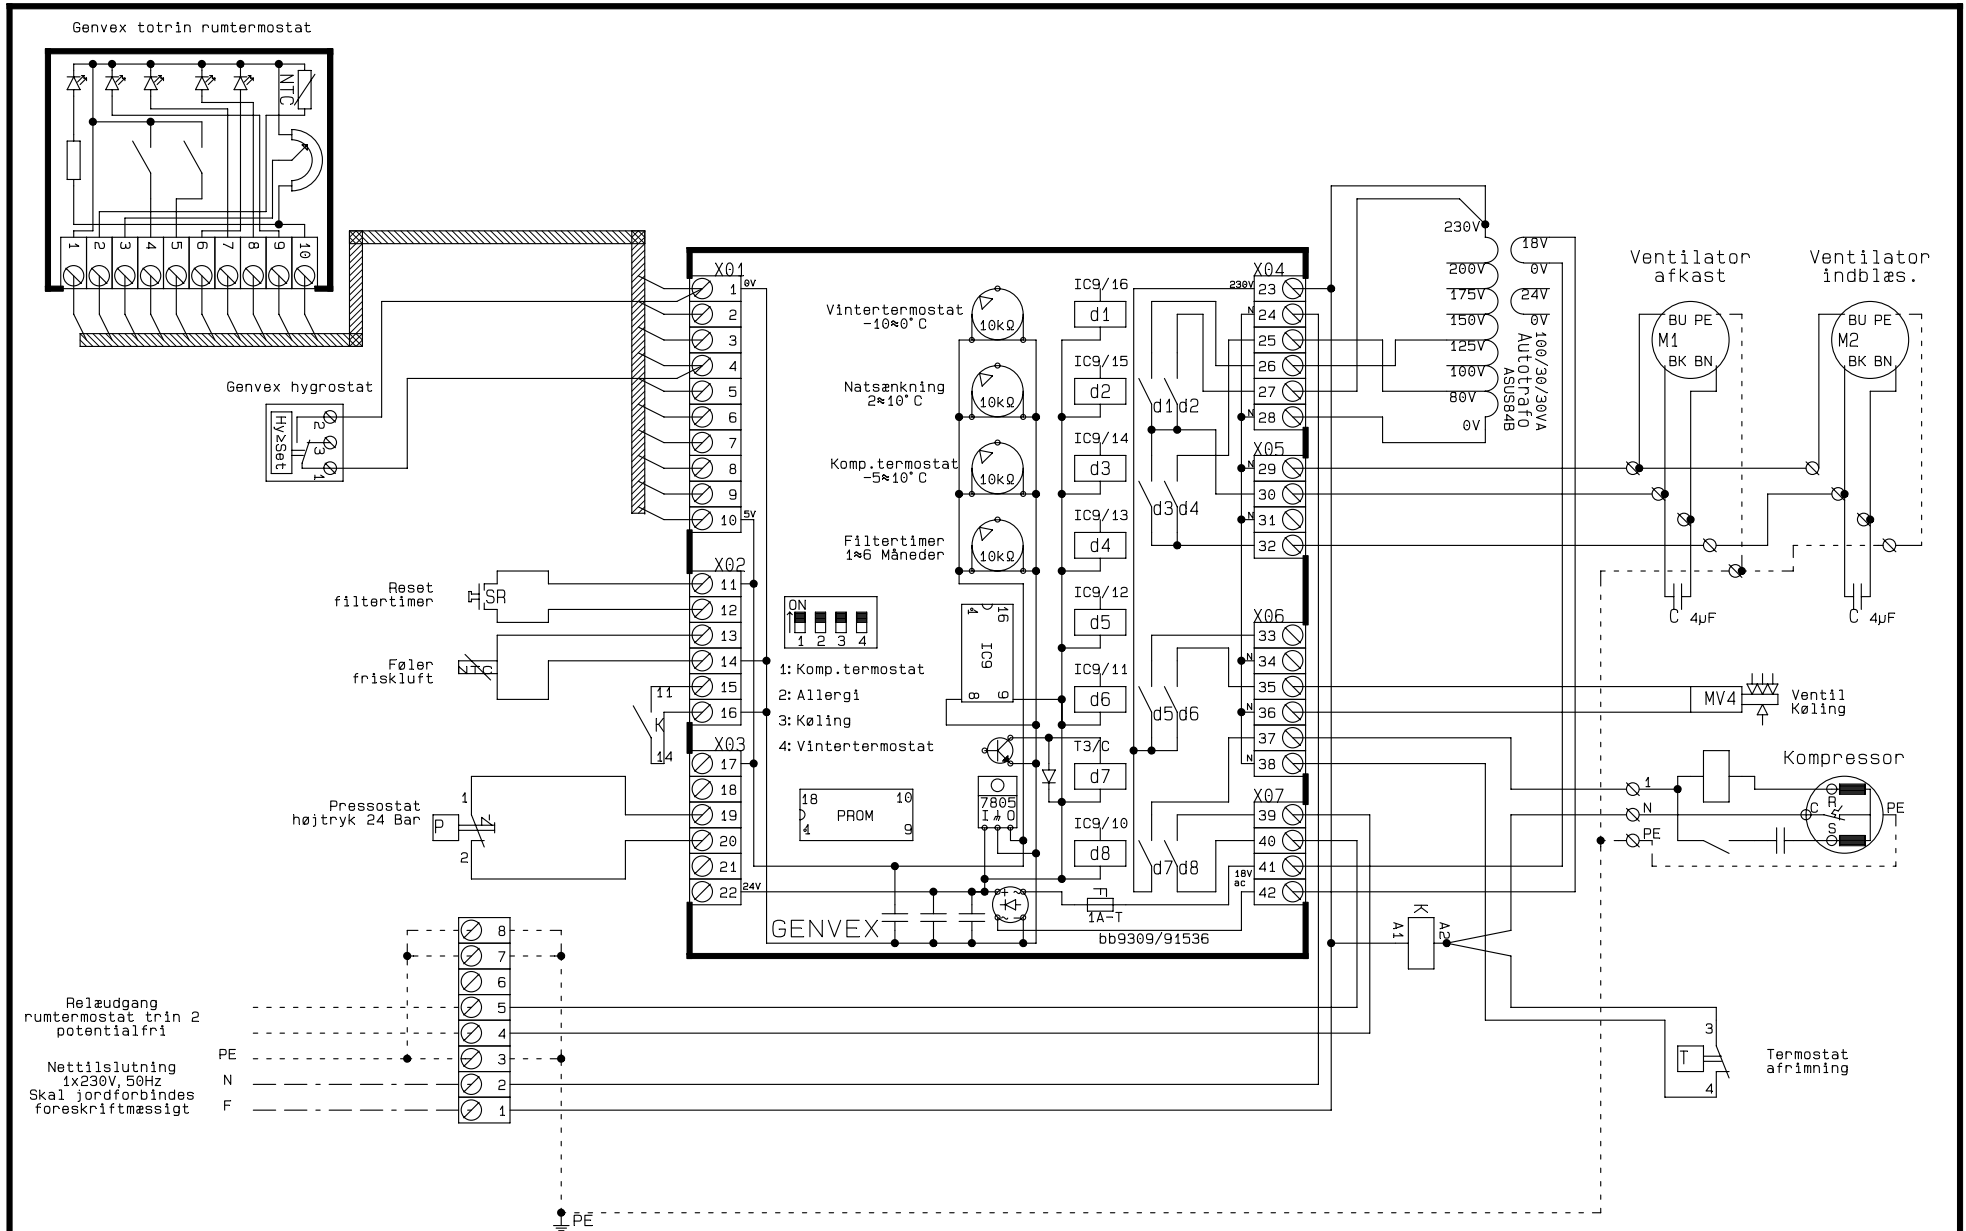 Genvex totrin rumtermostat
NTC
1 2 3 4 5 6 7 8 9 10
Genvex hygrostat
Hy≥Set
2
3
1
Reset
filtertimer
SR
Føler
friskluft
NTC
11
K
14
Pressostat
højtryk 24 Bar
P
1
2
Relæudgang
rumtermostat trin 2
potentialfri
PE
Nettilslutning
1x230V,50Hz
Skal jordforbindes
foreskriftmæssigt
N
F
8
7
6
5
4
3
2
1
PE
X01
1 0V
2
3
4
5
6
7
8
9
10 5V
X02
11
12
13
14
15
16
X03
17
18
19
20
21
22 24V
Vintertermostat
-10≈0°C
10kΩ
Natsænkning
2≈10°C
10kΩ
Komp.termostat
-5≈10°C
10kΩ
Filtertimer
1≈6 Måneder
10kΩ
ON
1 2 3 4
1: Komp.termostat
2: Allergi
3: Køling
4: Vintertermostat
1 16
IC9
8 9
18 10
PROM
1 9
7805
I O
GENVEX
IC9/16
d1
IC9/15
d2
IC9/14
d3
IC9/13
d4
IC9/12
d5
IC9/11
d6
T3/C
d7
IC9/10
d8
F
1A-T
bb9309/91536
d1 d2
d3 d4
d5 d6
d7 d8
X04
230V 23
N 24
25
26
27
N 28
X05
N 29
30
N 31
32
X06
33
N 34
35
N 36
37
N 38
X07
39
40
41
18V
ac
42
230V
200V
175V
150V
125V
100V
80V
0V
18V
0V
24V
0V
100/30/30VA
Autotrafo
ASUS84B
Ventilator
afkast
BU PE
M1
BK BN
C 4µF
Ventilator
indblæs.
BU PE
M2
BK BN
C 4µF
MV4
Ventil
Køling
Kompressor
1
N
PE
C
R
S
PE
K
A1
A2
T
3
4
Termostat
afrimning